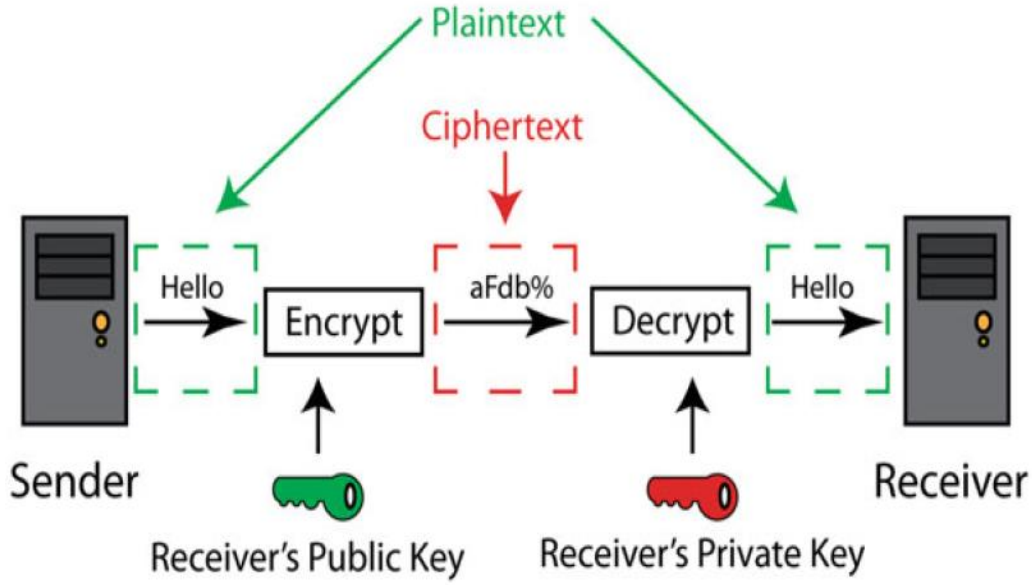 Plaintext
Ciphertext
Hello
aFdb%
Hello
Encrypt
Decrypt
Sender
Receiver
Receiver's Public Key
Receiver's Private Key